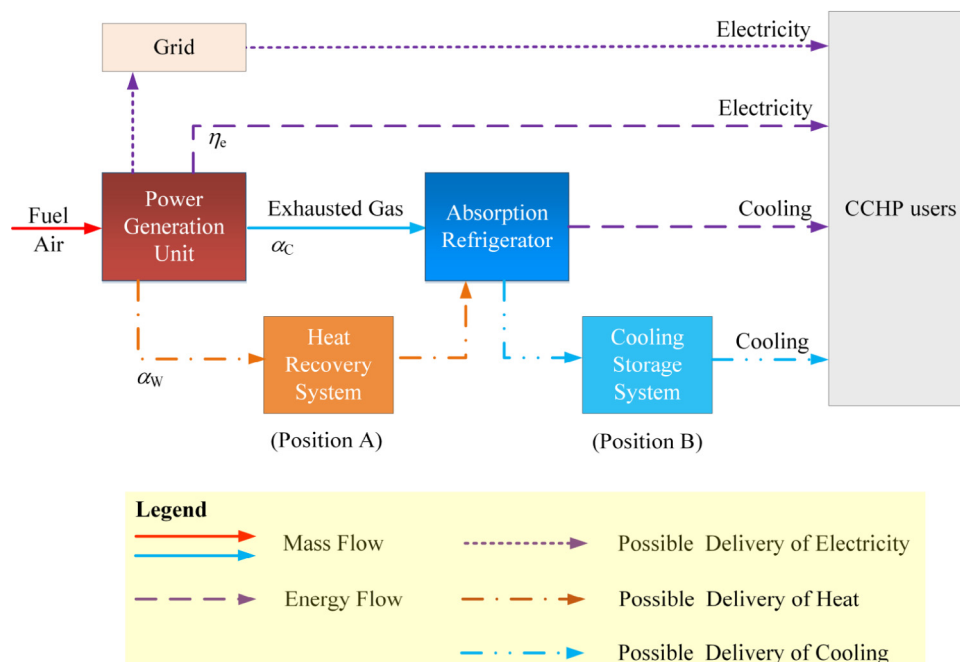 Electricity
Grid
Electricity
ηe
Fuel
Air
Power
Generation
Unit
Exhausted Gas
αC
Absorption
Refrigerator
Cooling
CCHP users
αW
Heat
Recovery
System
Cooling
Storage
System
Cooling
(Position A)
(Position B)
Legend
Mass Flow
Possible Delivery of Electricity
Energy Flow
Possible Delivery of Heat
Possible Delivery of Cooling